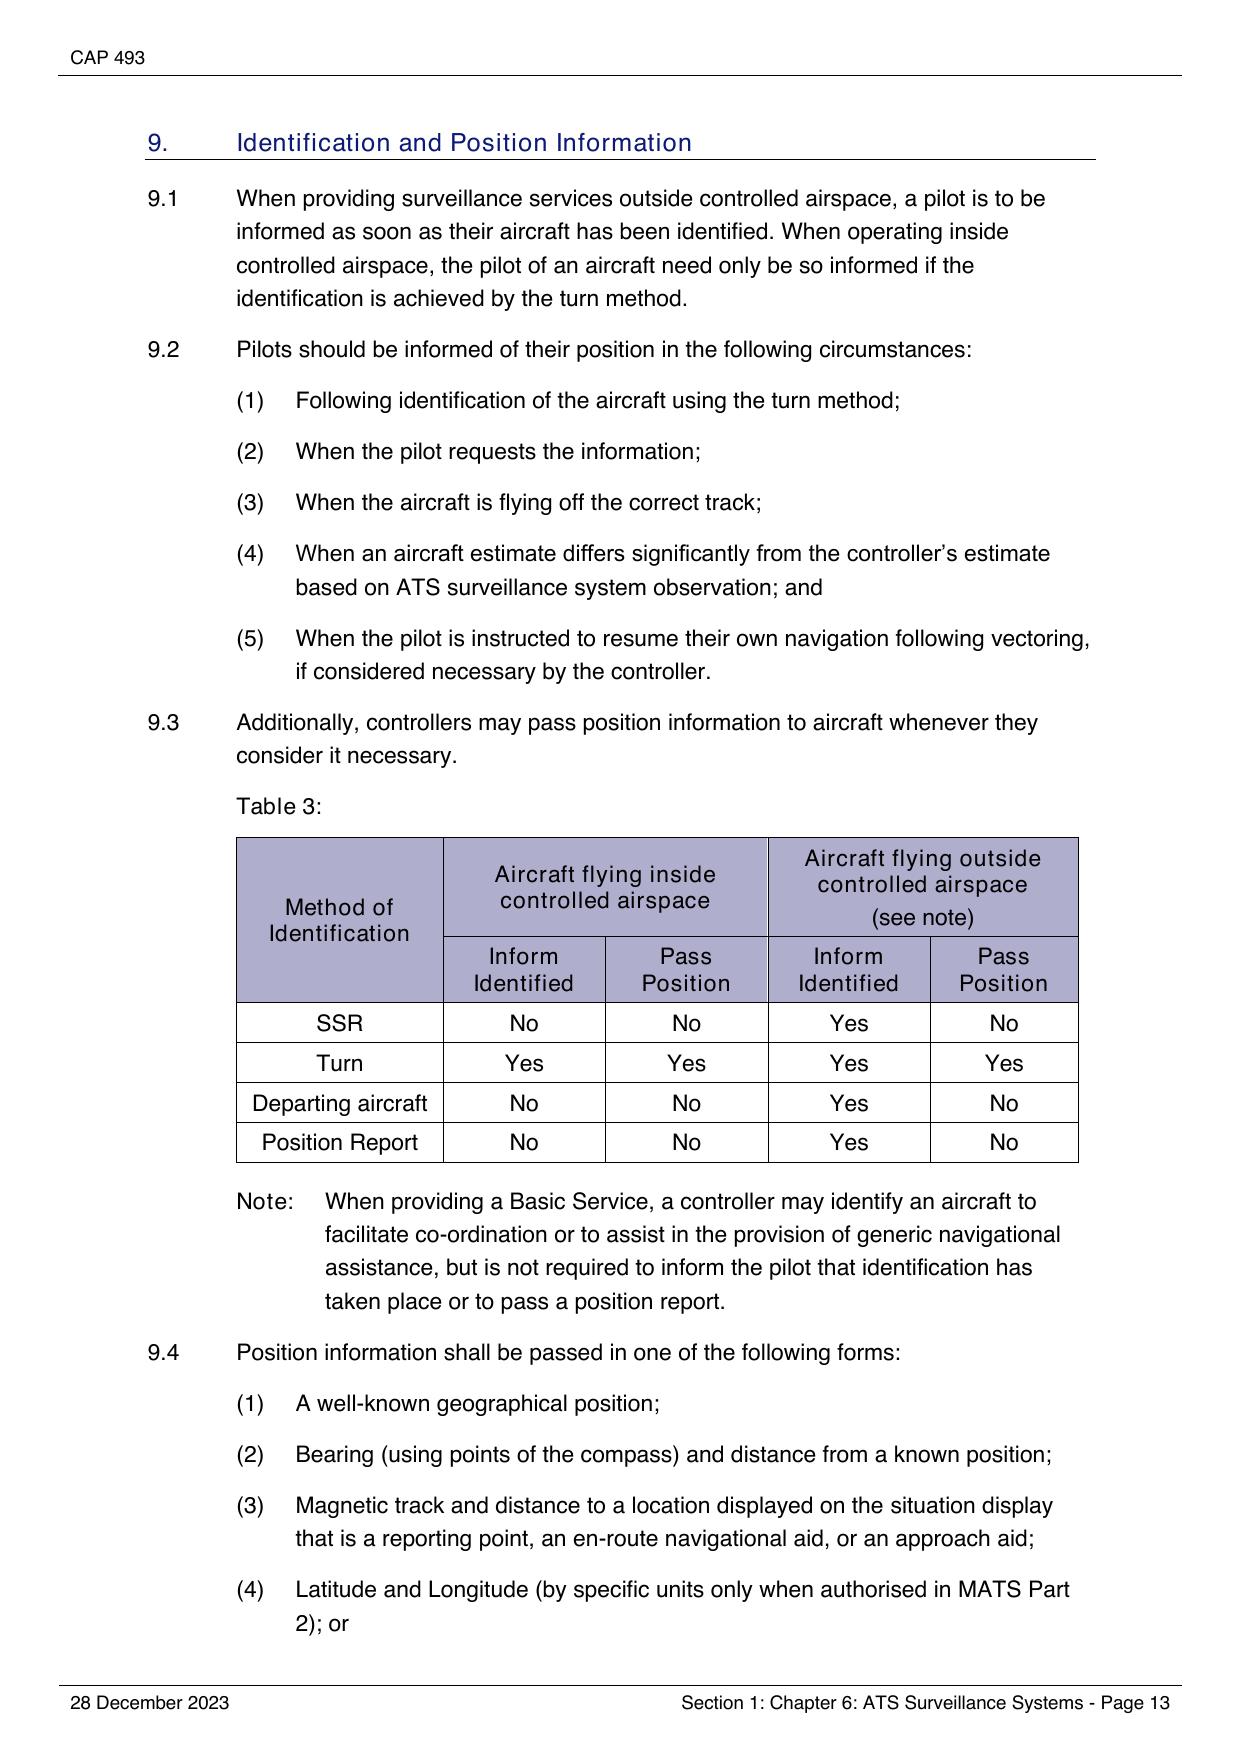 CAP 493
9. Identification and Position Information
9.1 When providing surveillance services outside controlled airspace, a pilot is to be
informed as soon as their aircraft has been identified. When operating inside
controlled airspace, the pilot of an aircraft need only be so informed if the
identification is achieved by the turn method.
9.2 Pilots should be informed of their position in the following circumstances:
(1) Following identification of the aircraft using the turn method;
(2) When the pilot requests the information;
(3) When the aircraft is flying off the correct track;
(4) When an aircraft estimate differs significantly from the controller’s estimate
based on ATS surveillance system observation; and
(5) When the pilot is instructed to resume their own navigation following vectoring,
if considered necessary by the controller.
9.3 Additionally, controllers may pass position information to aircraft whenever they
consider it necessary.
Table 3:
Method of
Identification
Aircraft flying inside
controlled airspace
Aircraft flying outside
controlled airspace
(see note)
Inform
Identified
Pass
Position
Inform
Identified
Pass
Position
SSR No No Yes No
Turn Yes Yes Yes Yes
Departing aircraft No No Yes No
Position Report No No Yes No
Note: When providing a Basic Service, a controller may identify an aircraft to
facilitate co-ordination or to assist in the provision of generic navigational
assistance, but is not required to inform the pilot that identification has
taken place or to pass a position report.
9.4 Position information shall be passed in one of the following forms:
(1) A well-known geographical position;
(2) Bearing (using points of the compass) and distance from a known position;
(3) Magnetic track and distance to a location displayed on the situation display
that is a reporting point, an en-route navigational aid, or an approach aid;
(4) Latitude and Longitude (by specific units only when authorised in MATS Part
2); or
28 December 2023 Section 1: Chapter 6: ATS Surveillance Systems - Page 13